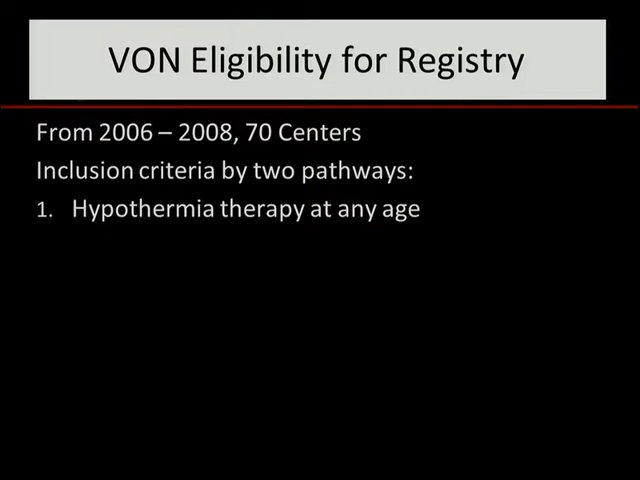 VON Eligibility for Registry
From 2006 – 2008, 70 Centers
Inclusion criteria by two pathways:
1. Hypothermia therapy at any age